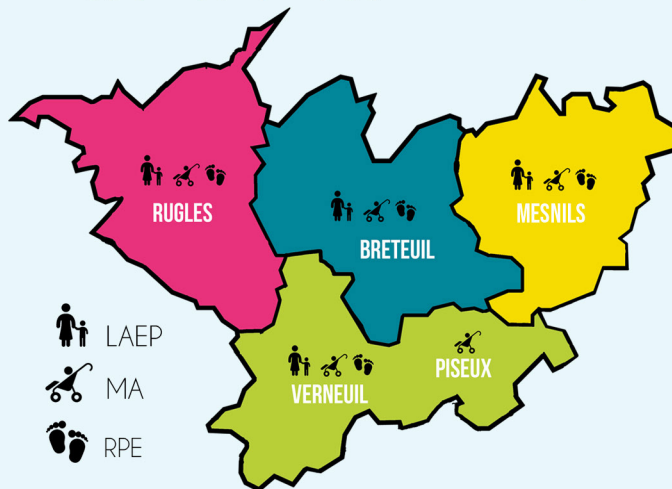 RUGLES
BRETEUIL
MESNILS
LAEP
MA
RPE
VERNEUIL
PISEUX